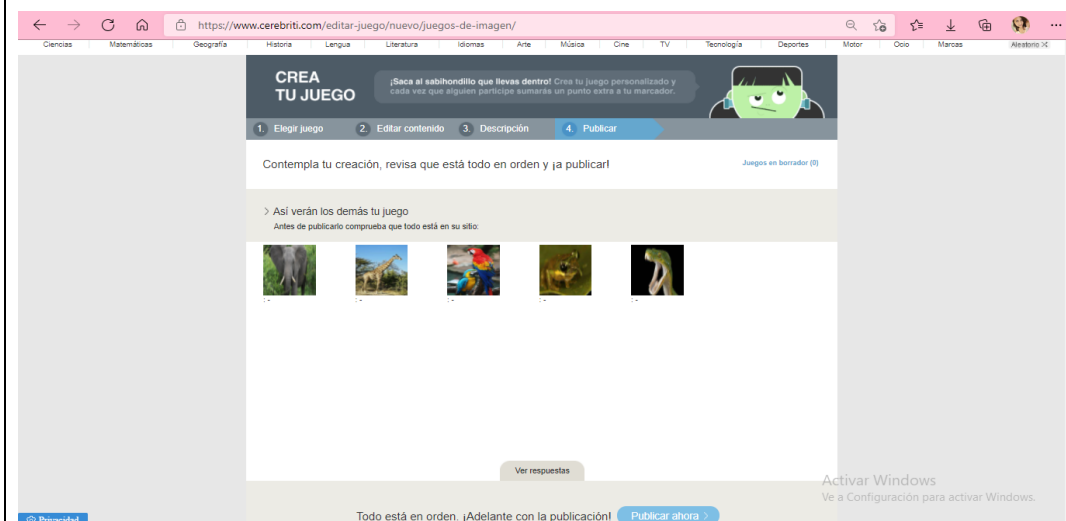 https://www.cerebriti.com/editar-juego/nuevo/juegos-de-imagen/
Ciencias Matemáticas Geografía Historia Lengua Literatura Idiomas Arte Música Cine TV Tecnología Deportes Motor Ocio Marcas Aleatorio
CREA
TU JUEGO
¡Saca al sabihondillo que llevas dentro! Crea tu juego personalizado y
cada vez que alguien participe sumarás un punto extra a tu marcador.
1. Elegir juego 2. Editar contenido 3. Descripción 4. Publicar
Contempla tu creación, revisa que está todo en orden y ¡a publicar!
Juegos en borrador (0)
> Así verán los demás tu juego
Antes de publicarlo comprueba que todo está en su sitio:
: - : - : - : - : -
Ver respuestas
Activar Windows
Ve a Configuración para activar Windows.
Todo está en orden. ¡Adelante con la publicación! Publicar ahora >
Privacidad